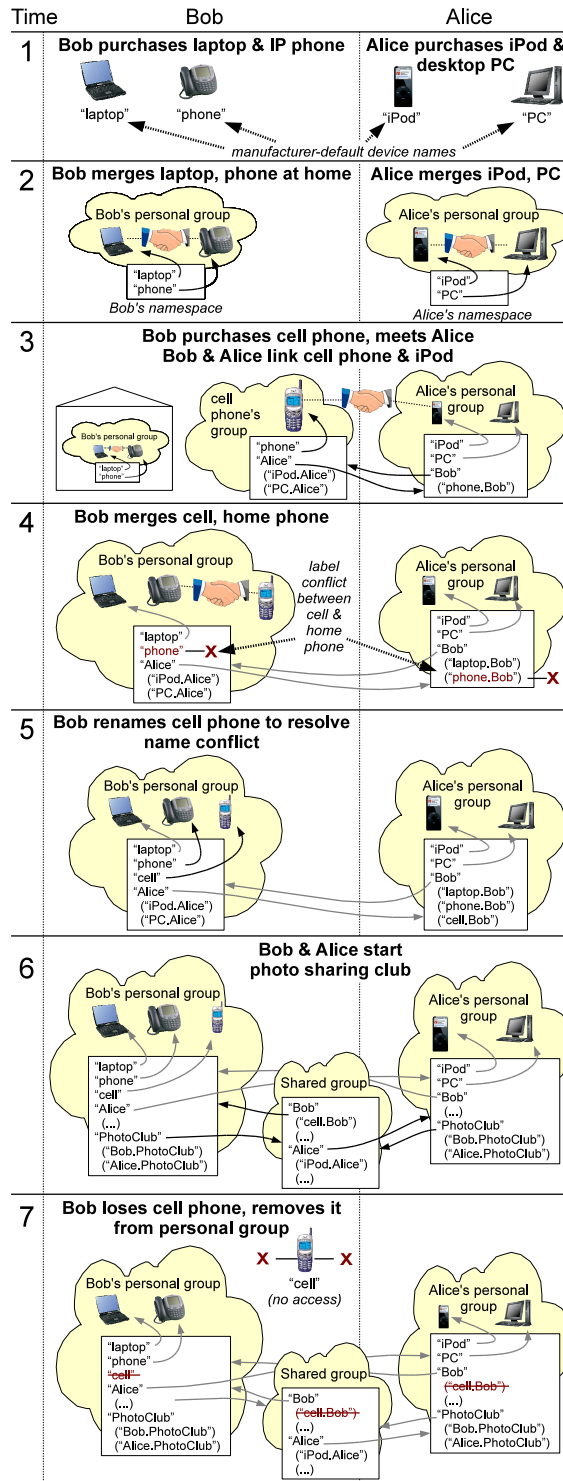 Time Bob Alice
1
Bob purchases laptop & IP phone
Alice purchases iPod &
desktop PC
“laptop”
“phone”
“iPod”
“PC”
manufacturer-default device names
2
Bob merges laptop, phone at home
Bob's personal group
“laptop”
“phone”
Bob's namespace
Alice merges iPod, PC
Alice's personal group
“iPod”
“PC”
Alice's namespace
3
Bob purchases cell phone, meets Alice
Bob & Alice link cell phone & iPod
Bob's personal group
“laptop”
“phone”
cell
phone's
group
“phone”
“Alice”
(“iPod.Alice”)
(“PC.Alice”)
Alice's personal
group
“iPod”
“PC”
“Bob”
(“phone.Bob”)
4
Bob merges cell, home phone
Bob's personal group
“laptop”
“phone” X
“Alice”
(“iPod.Alice”)
(“PC.Alice”)
label
conflict
between
cell &
home
phone
Alice's personal
group
“iPod”
“PC”
“Bob”
(“laptop.Bob”)
(“phone.Bob”) X
5
Bob renames cell phone to resolve
name conflict
Bob's personal group
“laptop”
“phone”
“cell”
“Alice”
(“iPod.Alice”)
(“PC.Alice”)
Alice's personal
group
“iPod”
“PC”
“Bob”
(“laptop.Bob”)
(“phone.Bob”)
(“cell.Bob”)
6
Bob & Alice start
photo sharing club
Bob's personal group
“laptop”
“phone”
“cell”
“Alice”
(...)
“PhotoClub”
(“Bob.PhotoClub”)
(“Alice.PhotoClub”)
Shared group
“Bob”
(“cell.Bob”)
(...)
“Alice”
(“iPod.Alice”)
(...)
Alice's personal
group
“iPod”
“PC”
“Bob”
(...)
“PhotoClub”
(“Bob.PhotoClub”)
(“Alice.PhotoClub”)
7
Bob loses cell phone, removes it
from personal group
X X
“cell”
(no access)
Bob's personal group
“laptop”
“phone”
“cell”
“Alice”
(...)
“PhotoClub”
(“Bob.PhotoClub”)
(“Alice.PhotoClub”)
Shared group
“Bob”
(“cell.Bob”)
(...)
“Alice”
(“iPod.Alice”)
(...)
Alice's personal
group
“iPod”
“PC”
“Bob”
(“cell.Bob”)
(...)
“PhotoClub”
(“Bob.PhotoClub”)
(“Alice.PhotoClub”)